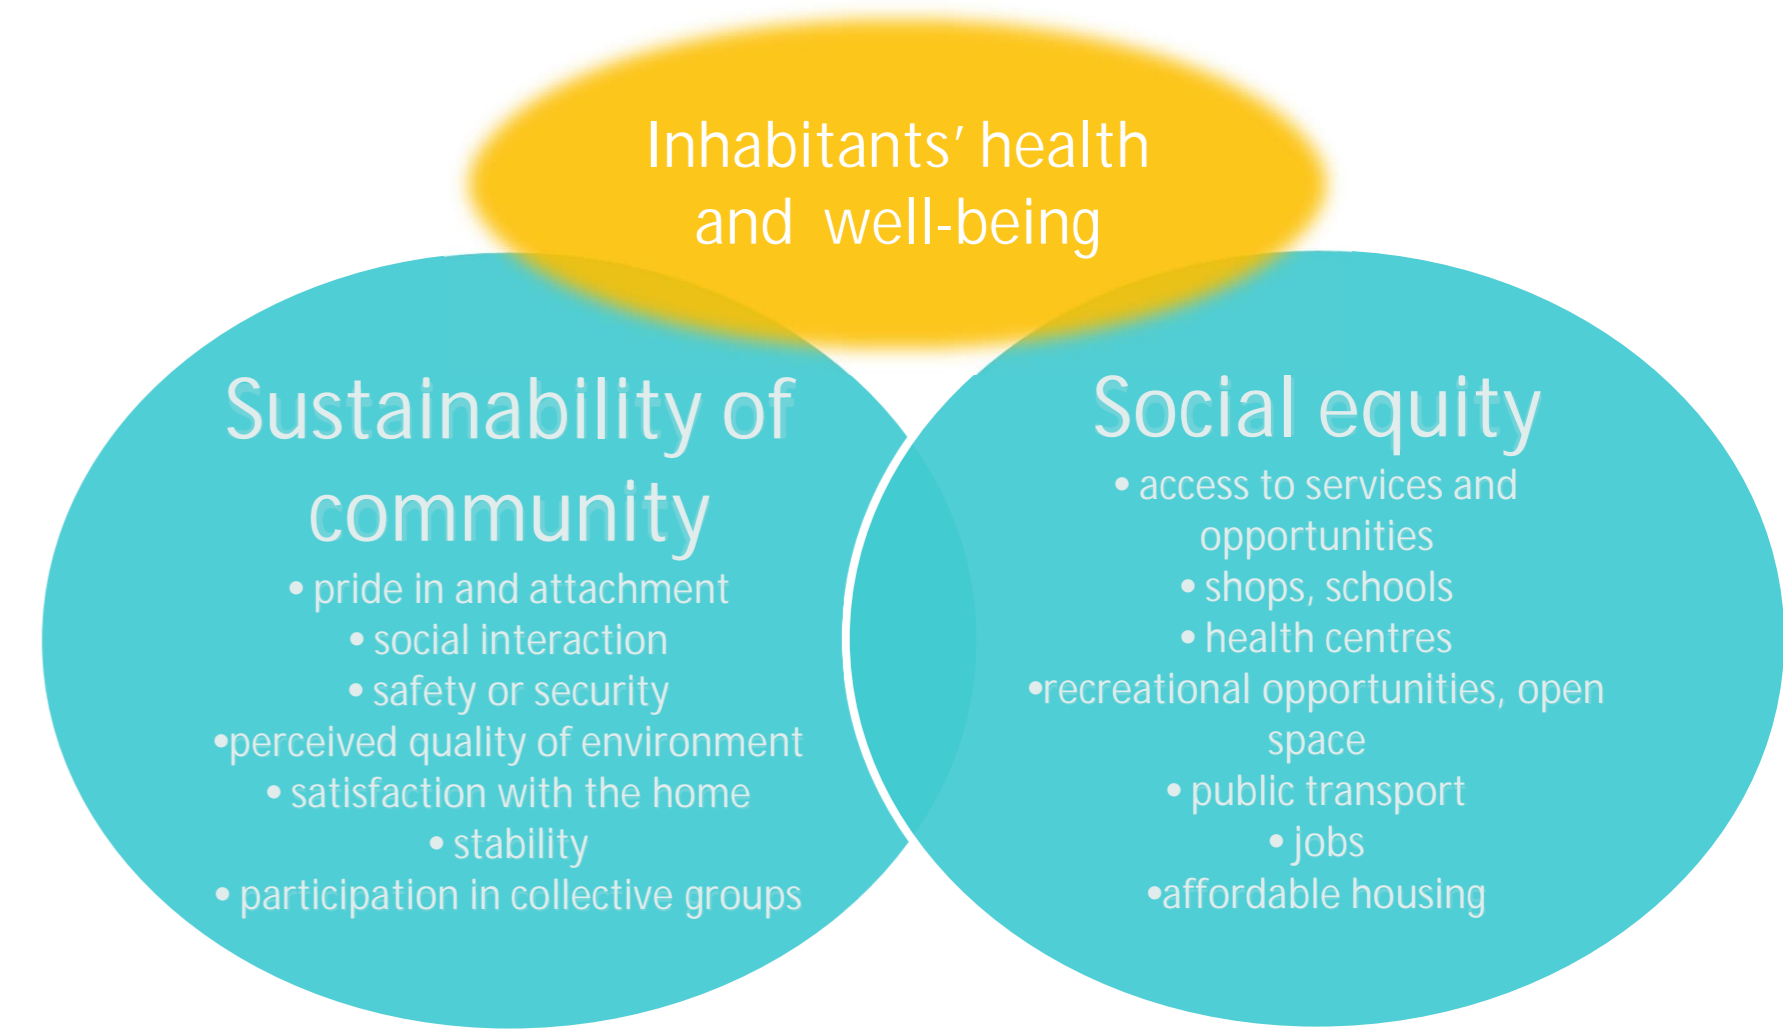 Inhabitants’ health
and well-being
Sustainability of
community
• pride in and attachment
• social interaction
• safety or security
•perceived quality of environment
• satisfaction with the home
• stability
• participation in collective groups
Social equity
• access to services and
opportunities
• shops, schools
• health centres
•recreational opportunities, open
space
• public transport
• jobs
•affordable housing